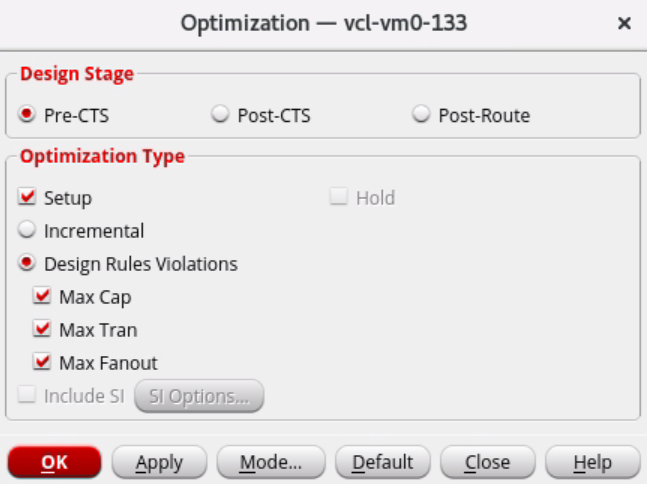 Optimization — vcl-vm0-133
Design Stage
Pre-CTS Post-CTS Post-Route
Optimization Type
Setup Hold
Incremental
Design Rules Violations
Max Cap
Max Tran
Max Fanout
Include SI SI Options...
OK Apply Mode... Default Close Help